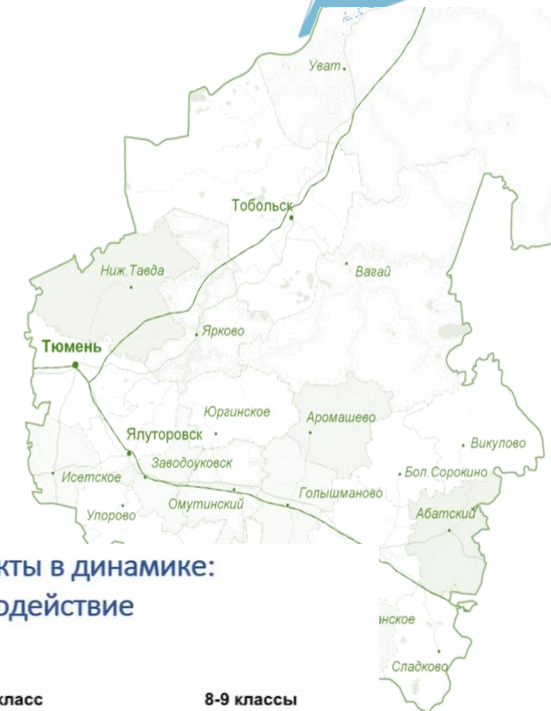 Уват
Тобольск
Вагай
Ниж.Тавда
Ярково
Тюмень
Юргинское
Аромашево
Ялуторовск
Викулово
Заводоуковск
Бол.Сорокино
Исетское
Голышманово
Омутинский
Упорово
Абатский
кты в динамике:
одействие
нское
Сладково
класс
8-9 классы